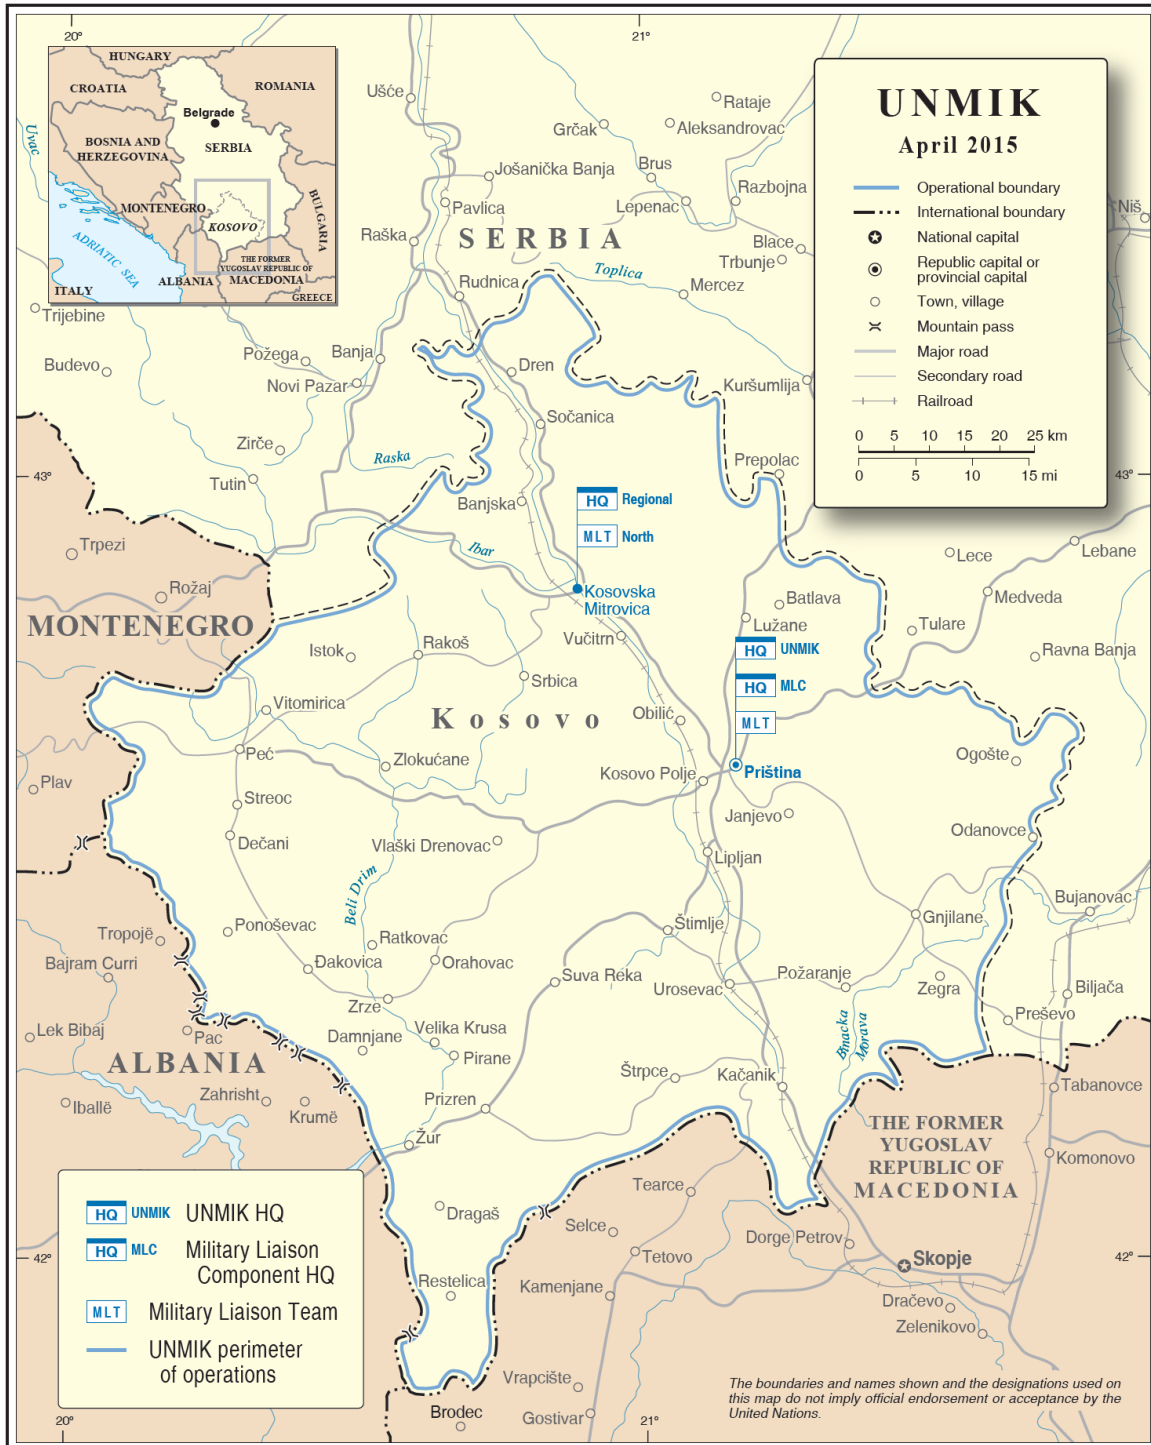 20°
21°
HUNGARY
CROATIA
ROMANIA
Belgrade
BOSNIA AND
HERZEGOVINA
SERBIA
MONTENEGRO
BULGARIA
KOSOVO
ADRIATIC SEA
THE FORMER
YUGOSLAV REPUBLIC OF
MACEDONIA
ALBANIA
ITALY
GREECE
UNMIK
April 2015
Operational boundary
International boundary
National capital
Republic capital or
provincial capital
Town, village
Mountain pass
Major road
Secondary road
Railroad
0 5 10 15 20 25 km
0 5 10 15 mi
Uvac
Ušće
Rataje
Grčak
Aleksandrovac
Jošanička Banja
Brus
Razbojna
Pavlica
Lepenac
Niš
Raška
SERBIA
Blace
Trbunje
Toplica
Rudnica
Mercez
Trijebine
Požega
Banja
Budevo
Novi Pazar
Dren
Kuršumlija
Sočanica
Zirče
Raska
Prepolac
43°
43°
Tutin
Banjska
HQ Regional
MLT North
Trpezi
Ibar
Lece
Lebane
Rožaj
Kosovska
Mitrovica
Batlava
Medveda
MONTENEGRO
Lužane
Tulare
Vučitrn
Istok
Rakoš
HQ UNMIK
Ravna Banja
Srbica
HQ MLC
Vitomirica
Kosovo
Obilić
MLT
Peć
Zlokućane
Ogošte
Plav
Kosovo Polje
Priština
Streoc
Janjevo
Dečani
Vlaški Drenovac
Odanovce
Lipljan
Beli Drim
Bujanovac
Ponoševac
Štimlje
Gnjilane
Tropojë
Ratkovac
Bajram Curri
Đakovica
Orahovac
Suva Reka
Požaranje
Urosevac
Zegra
Biljača
Zrze
Preševo
Lek Bibaj
Pac
Damnjane
Velika Krusa
Binacka
Morava
Pirane
ALBANIA
Štrpce
Kačanik
Tabanovce
Iballë
Zahrisht
Krumë
Prizren
THE FORMER
YUGOSLAV
REPUBLIC OF
MACEDONIA
Žur
Komonovo
Tearce
HQ UNMIK UNMIK HQ
HQ MLC Military Liaison
Component HQ
MLT Military Liaison Team
UNMIK perimeter
of operations
Dragaš
Selce
Dorge Petrov
Tetovo
Skopje
42°
42°
Restelica
Kamenjane
Dračevo
Zelenikovo
Vrapcište
Brodec
Gostivar
The boundaries and names shown and the designations used on
this map do not imply official endorsement or acceptance by the
United Nations.
20°
21°